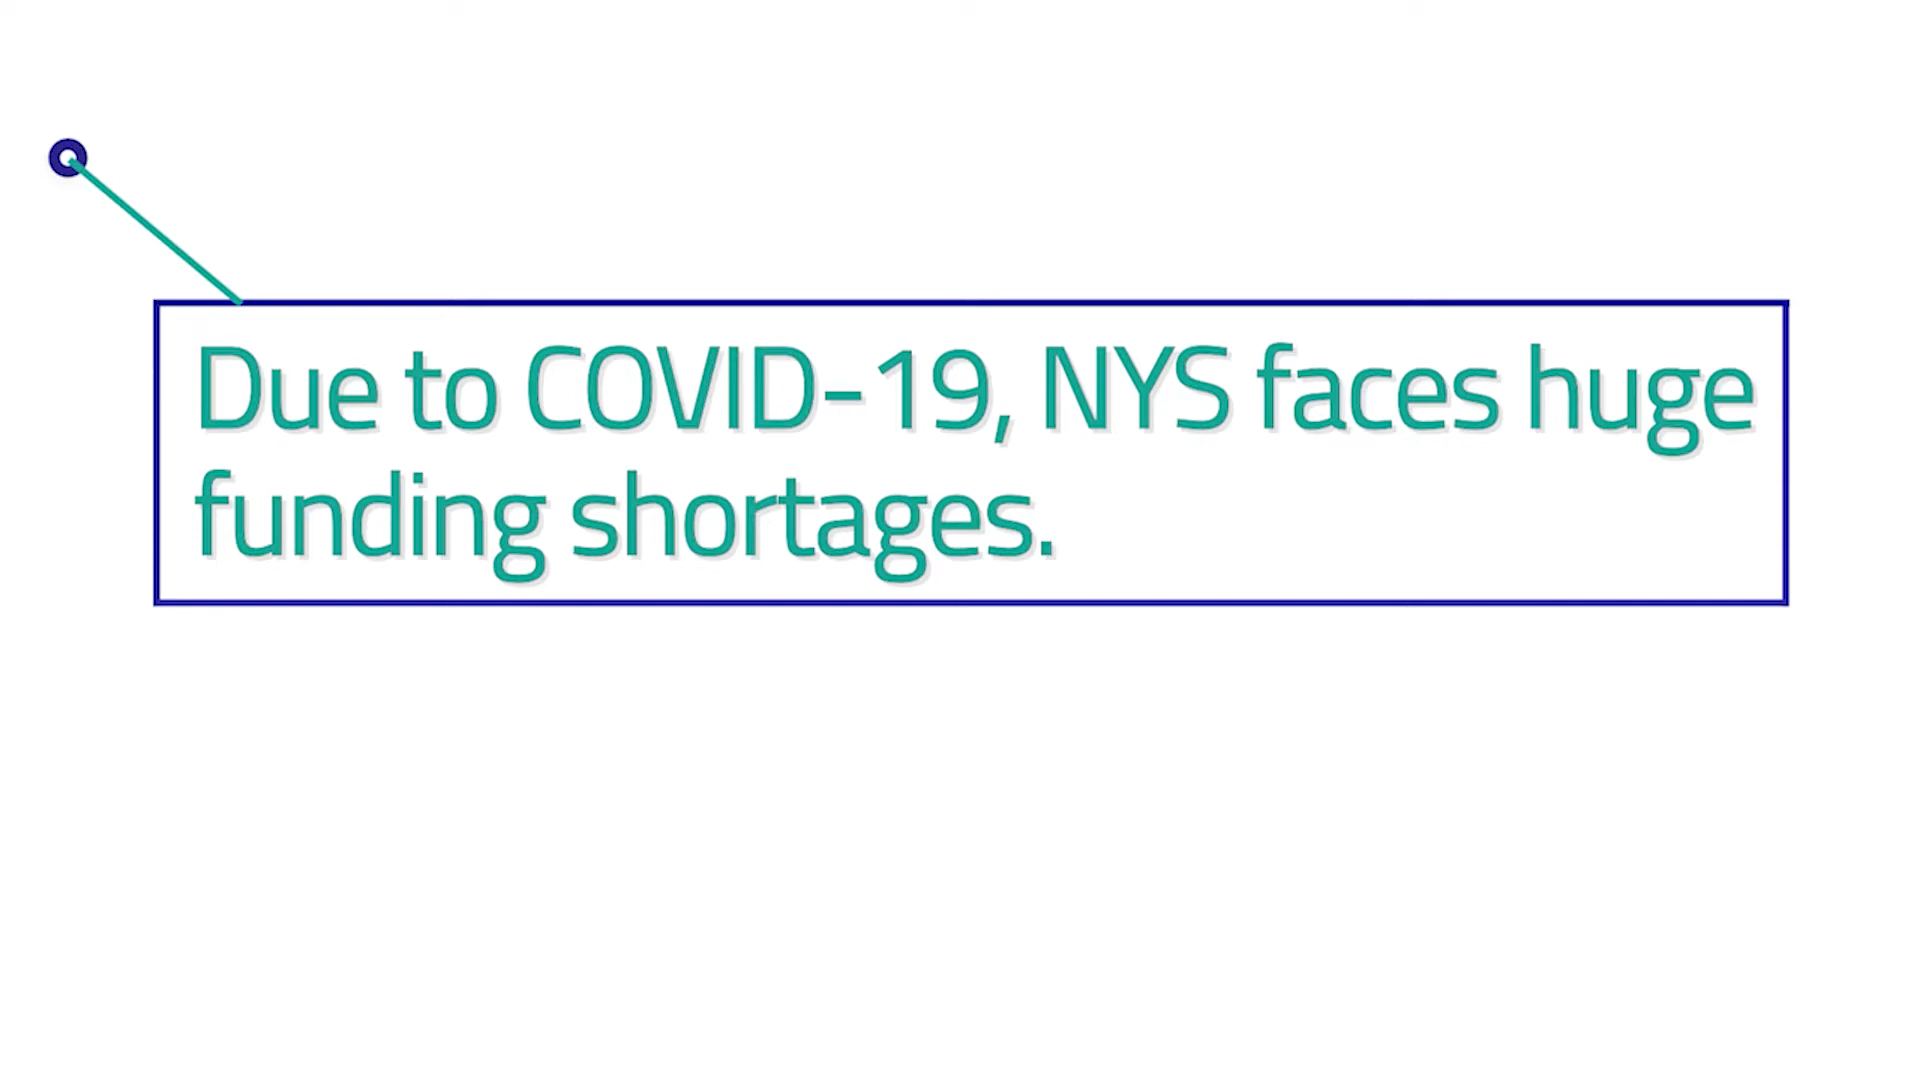 Due to COVID-19, NYS faces huge
funding shortages.